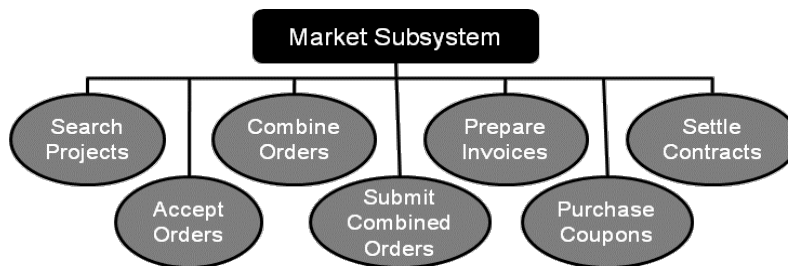 Market Subsystem
Search
Projects
Combine
Orders
Prepare
Invoices
Settle
Contracts
Accept
Orders
Submit
Combined
Orders
Purchase
Coupons